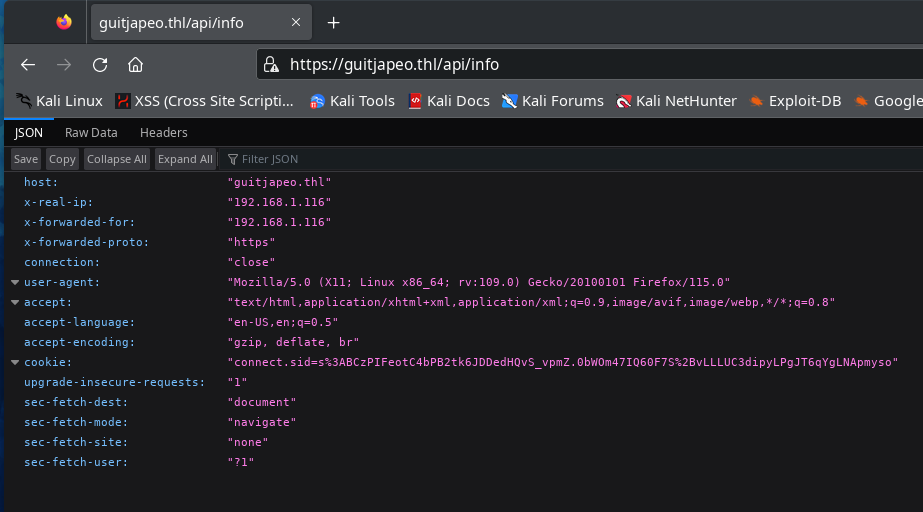 guitjapeo.thl/api/info
https://guitjapeo.thl/api/info
Kali Linux XSS (Cross Site Scripti... Kali Tools Kali Docs Kali Forums Kali NetHunter Exploit-DB Google
JSON Raw Data Headers
Save Copy Collapse All Expand All Filter JSON
host: "guitjapeo.thl"
x-real-ip: "192.168.1.116"
x-forwarded-for: "192.168.1.116"
x-forwarded-proto: "https"
connection: "close"
user-agent: "Mozilla/5.0 (X11; Linux x86_64; rv:109.0) Gecko/20100101 Firefox/115.0"
accept: "text/html,application/xhtml+xml,application/xml;q=0.9,image/avif,image/webp,*/*;q=0.8"
accept-language: "en-US,en;q=0.5"
accept-encoding: "gzip, deflate, br"
cookie: "connect.sid=s%3ABCzPIFeotC4bPB2tk6JDDedHQvS_vpmZ.0bWOm47IQ60F7S%2BvLLLUC3dipyLPgJT6qYgLNApmyso"
upgrade-insecure-requests: "1"
sec-fetch-dest: "document"
sec-fetch-mode: "navigate"
sec-fetch-site: "none"
sec-fetch-user: "?1"